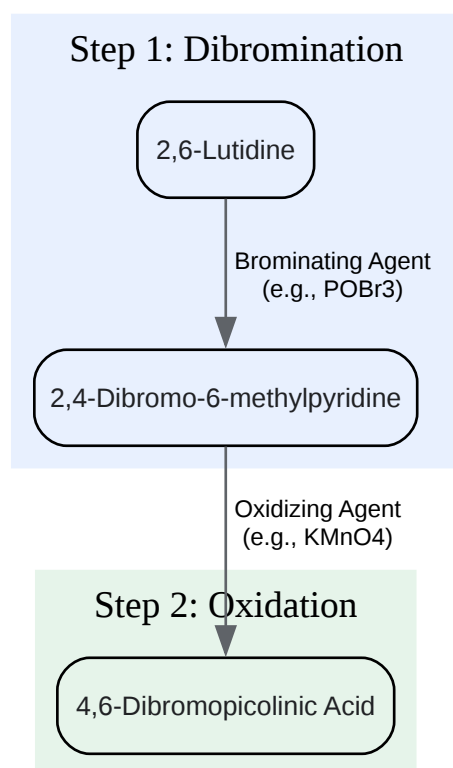 Step 1: Dibromination
2,6-Lutidine
Brominating Agent
(e.g., POBr3)
2,4-Dibromo-6-methylpyridine
Oxidizing Agent
(e.g., KMnO4)
Step 2: Oxidation
4,6-Dibromopicolinic Acid